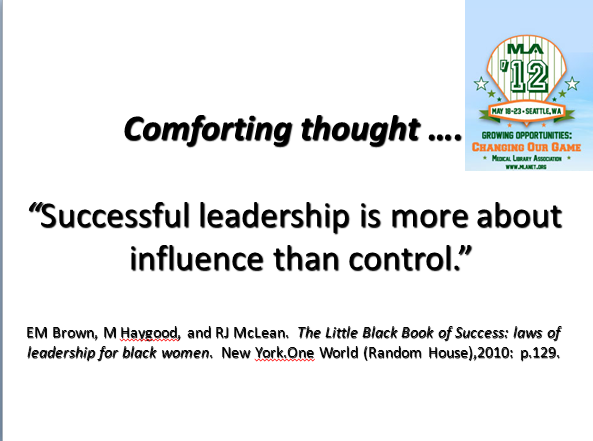 MLA
'12
MAY 18-23 • SEATTLE, WA
GROWING OPPORTUNITIES:
CHANGING OUR GAME
• MEDICAL LIBRARY ASSOCIATION •
WWW.MLANET.ORG
Comforting thought ….
“Successful leadership is more about
influence than control.”
EM Brown, M Haygood, and RJ McLean. The Little Black Book of Success: laws of
leadership for black women. New York.One World (Random House),2010: p.129.